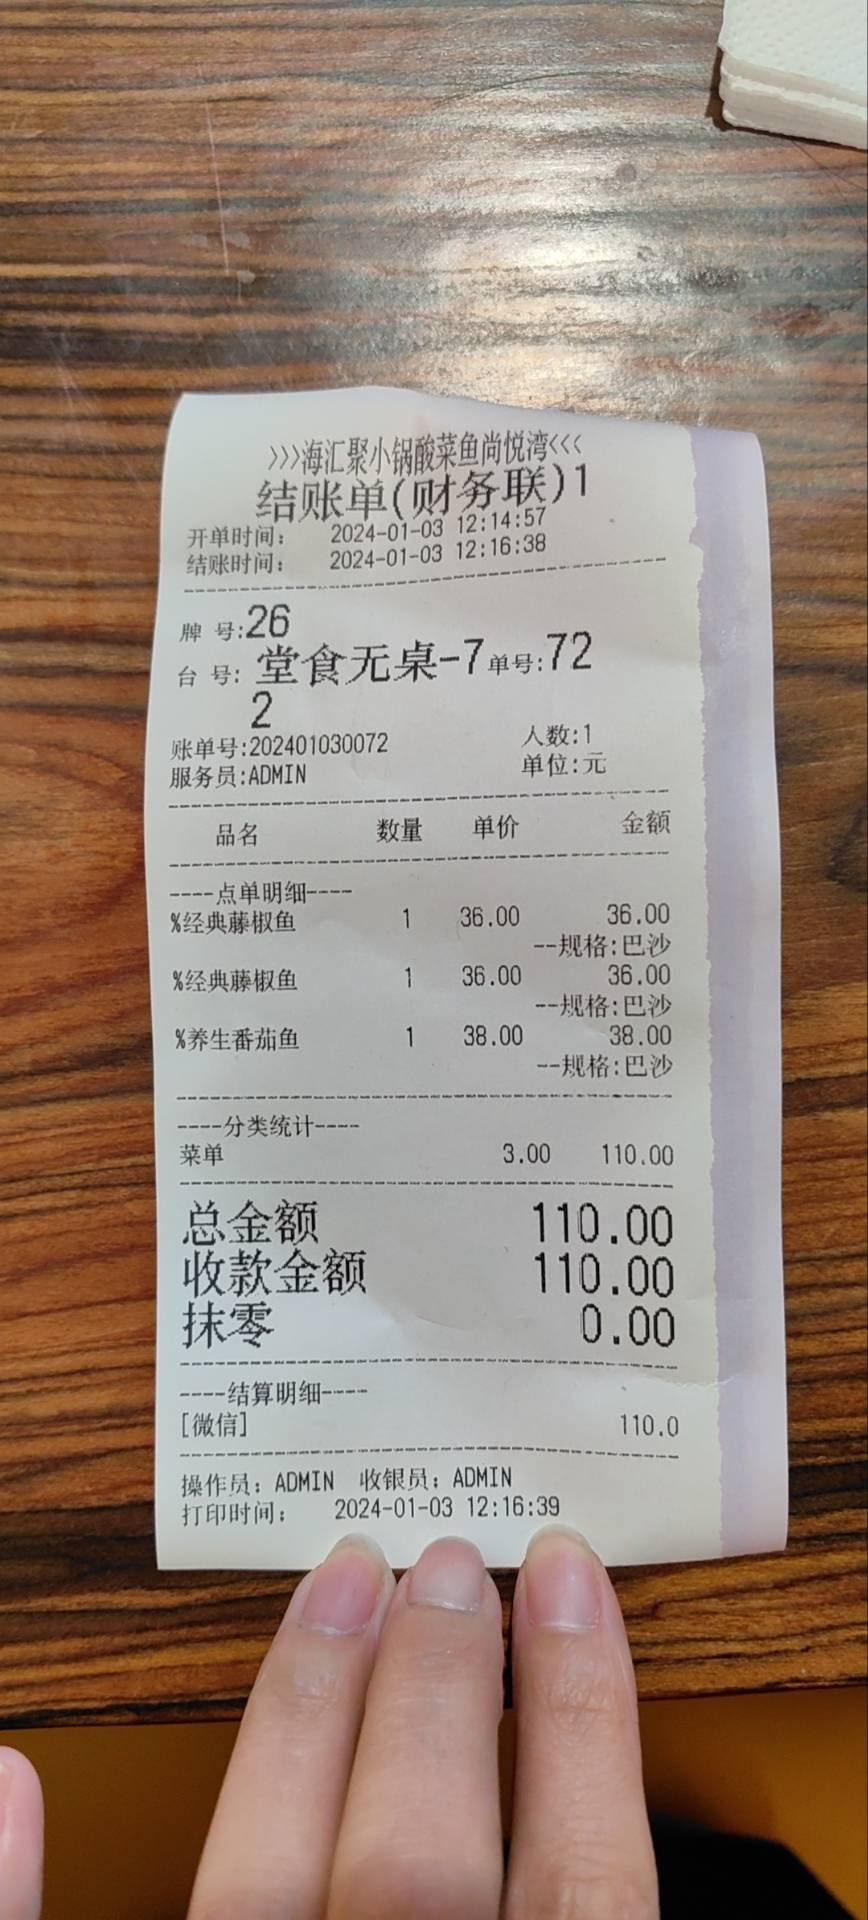 >>>海汇聚小锅酸菜鱼尚悦湾<<<
结账单(财务联)1
开单时间: 2024-01-03 12:14:57
结账时间: 2024-01-03 12:16:38
牌 号:26
台 号: 堂食无桌-7 单号:72
2
账单号:202401030072 人数:1
服务员:ADMIN 单位:元
品名 数量 单价 金额
----点单明细----
%经典藤椒鱼 1 36.00 36.00
--规格:巴沙
%经典藤椒鱼 1 36.00 36.00
--规格:巴沙
%养生番茄鱼 1 38.00 38.00
--规格:巴沙
----分类统计----
菜单 3.00 110.00
总金额 110.00
收款金额 110.00
抹零 0.00
----结算明细----
[微信] 110.0
操作员: ADMIN 收银员: ADMIN
打印时间: 2024-01-03 12:16:39